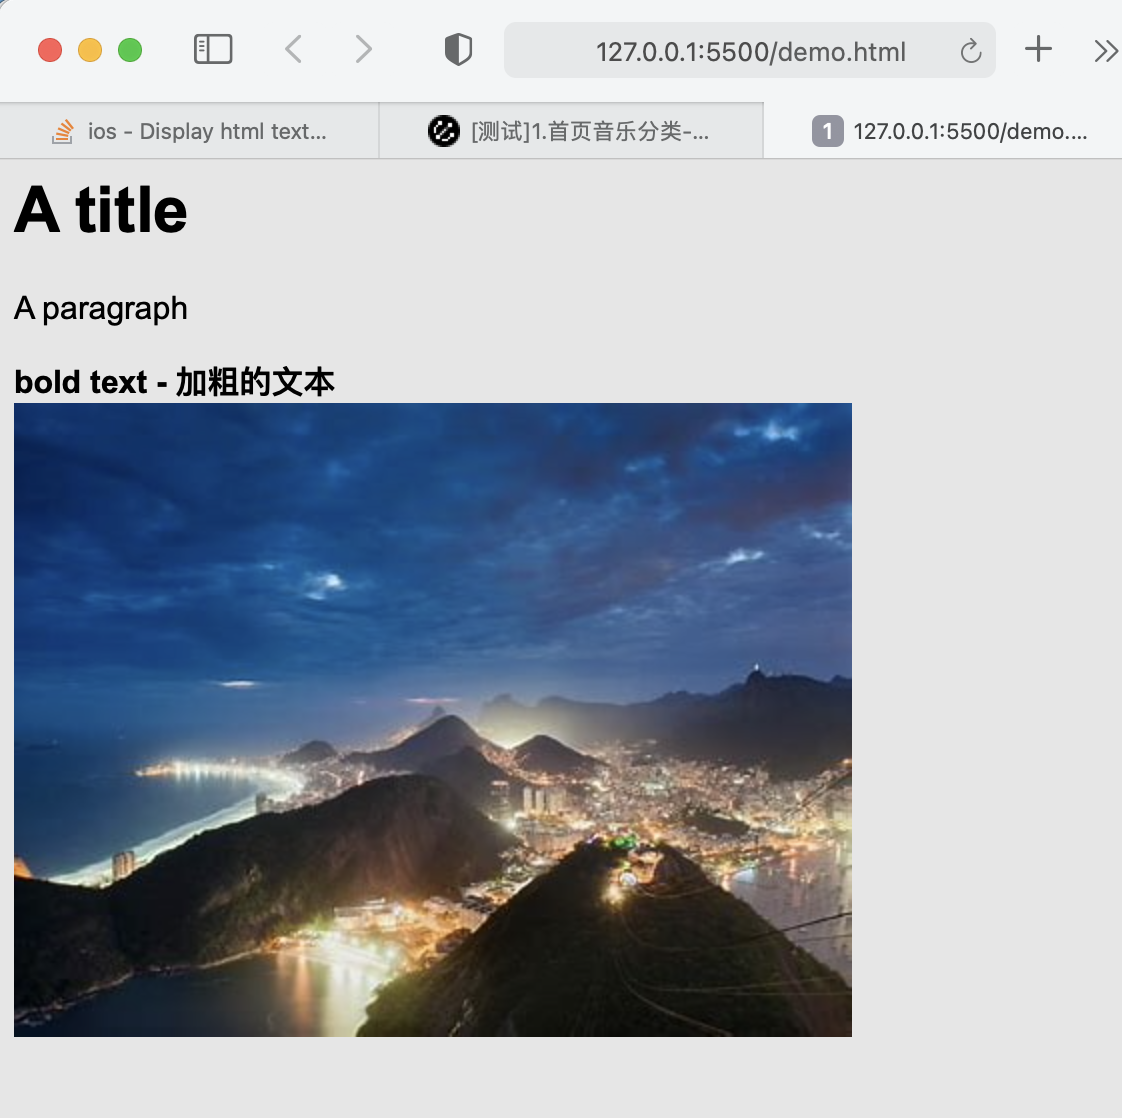 127.0.0.1:5500/demo.html
ios - Display html text...
[测试]1.首页音乐分类-...
1 127.0.0.1:5500/demo....
A title
A paragraph
bold text - 加粗的文本